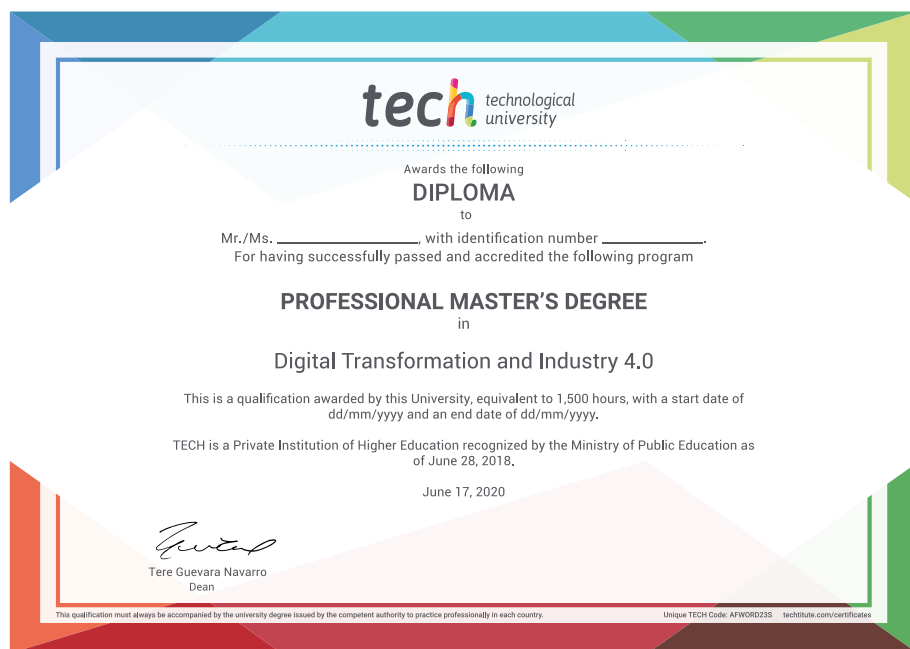 tech technological
university
Awards the following
DIPLOMA
to
Mr./Ms. ____________________, with identification number ______________.
For having successfully passed and accredited the following program
PROFESSIONAL MASTER'S DEGREE
in
Digital Transformation and Industry 4.0
This is a qualification awarded by this University, equivalent to 1,500 hours, with a start date of
dd/mm/yyyy and an end date of dd/mm/yyyy.
TECH is a Private Institution of Higher Education recognized by the Ministry of Public Education as
of June 28, 2018.
June 17, 2020
Tere Guevara Navarro
Dean
This qualification must always be accompanied by the university degree issued by the competent authority to practice professionally in each country. Unique TECH Code: AFWORD23S techtitute.com/certificates